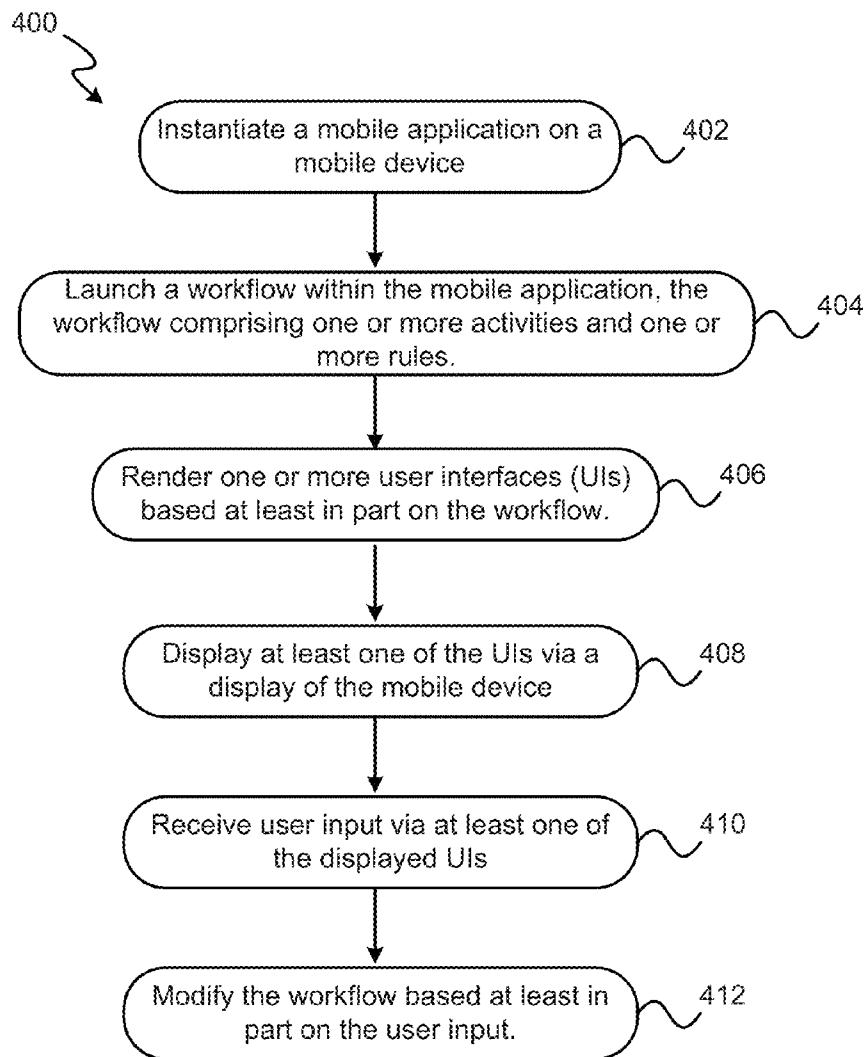 400
Instantiate a mobile application on a
mobile device
402
Launch a workflow within the mobile application, the
workflow comprising one or more activities and one or
more rules.
404
Render one or more user interfaces (UIs)
based at least in part on the workflow.
406
Display at least one of the UIs via a
display of the mobile device
408
Receive user input via at least one of
the displayed UIs
410
Modify the workflow based at least in
part on the user input.
412